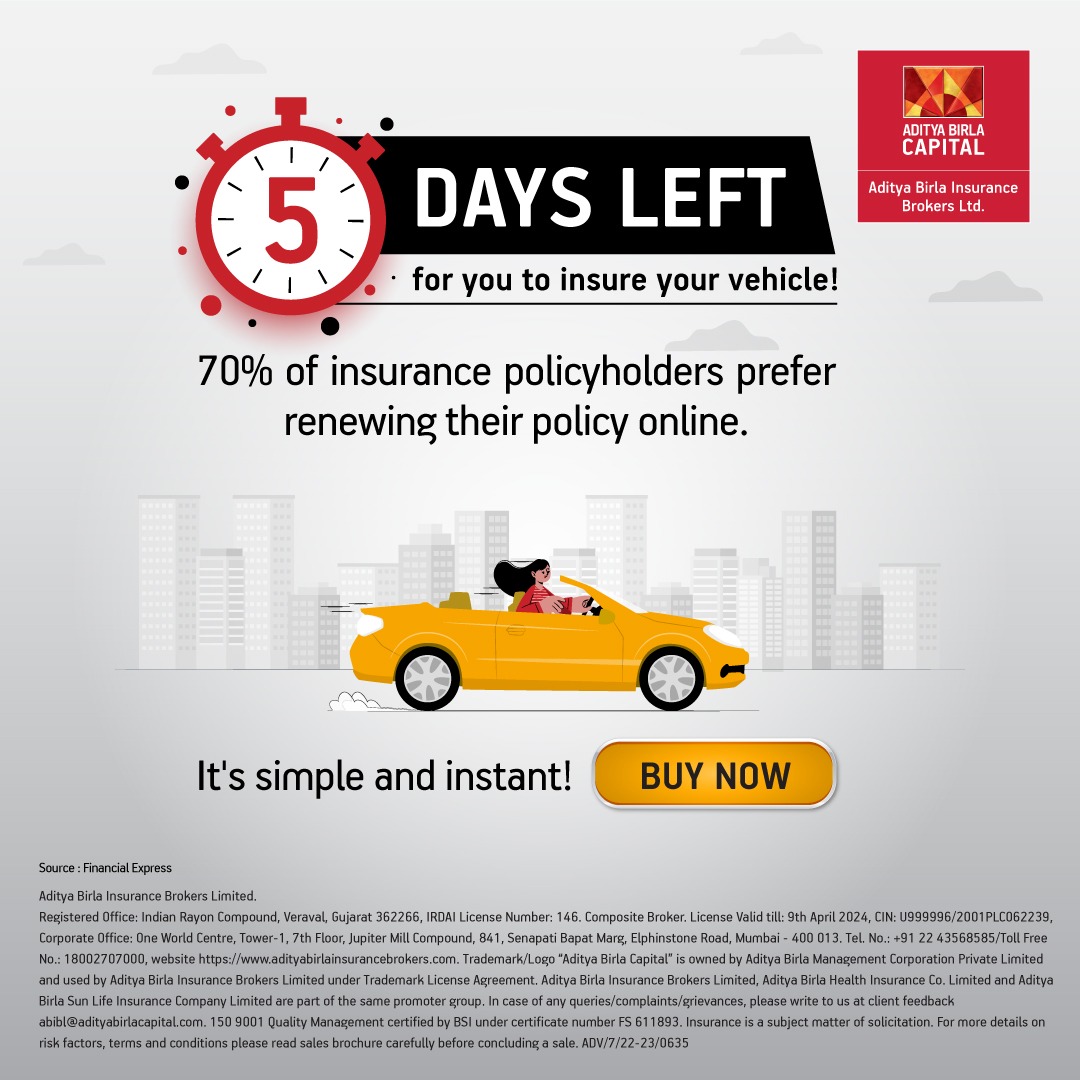 ADITYA BIRLA
CAPITAL
Aditya Birla Insurance
Brokers Ltd.
5
DAYS LEFT
for you to insure your vehicle!
70% of insurance policyholders prefer
renewing their policy online.
It's simple and instant!
BUY NOW
Source : Financial Express
Aditya Birla Insurance Brokers Limited.
Registered Office: Indian Rayon Compound, Veraval, Gujarat 362266, IRDAI License Number: 146. Composite Broker. License Valid till: 9th April 2024, CIN: U999996/2001PLC062239,
Corporate Office: One World Centre, Tower-1, 7th Floor, Jupiter Mill Compound, 841, Senapati Bapat Marg, Elphinstone Road, Mumbai - 400 013. Tel. No.: +91 22 43568585/Toll Free
No.: 18002707000, website https://www.adityabirlainsurancebrokers.com. Trademark/Logo "Aditya Birla Capital" is owned by Aditya Birla Management Corporation Private Limited
and used by Aditya Birla Insurance Brokers Limited under Trademark License Agreement. Aditya Birla Insurance Brokers Limited, Aditya Birla Health Insurance Co. Limited and Aditya
Birla Sun Life Insurance Company Limited are part of the same promoter group. In case of any queries/complaints/grievances, please write to us at client feedback
abibl@adityabirlacapital.com. 150 9001 Quality Management certified by BSI under certificate number FS 611893. Insurance is a subject matter of solicitation. For more details on
risk factors, terms and conditions please read sales brochure carefully before concluding a sale. ADV/7/22-23/0635